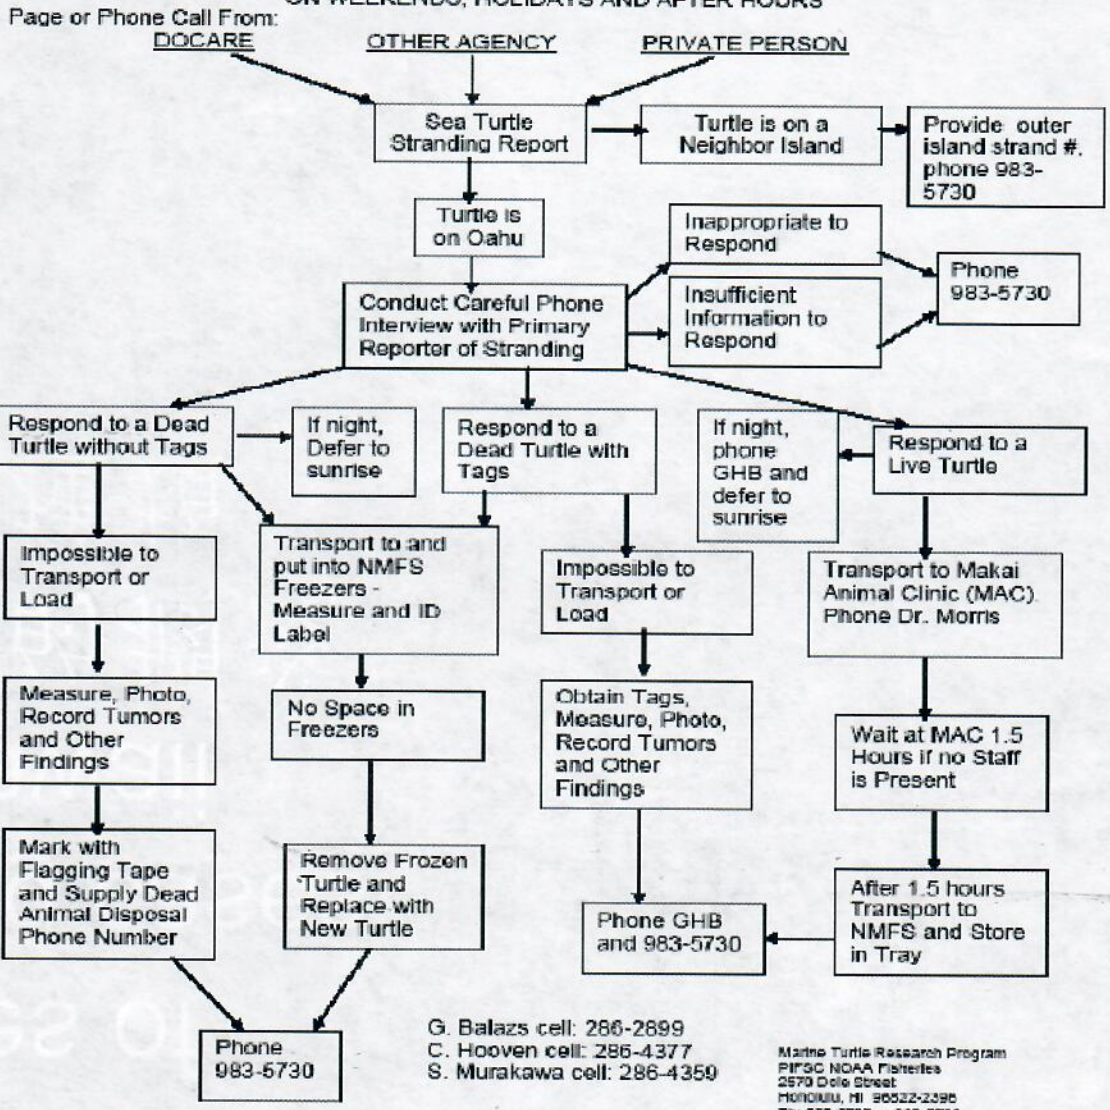 ON WEEKENDS, HOLIDAYS AND AFTER HOURS
Page or Phone Call From:
DOCARE
OTHER AGENCY
PRIVATE PERSON
Sea Turtle
Stranding Report
Turtle is on a
Neighbor Island
Provide outer
island strand #,
phone 983-
5730
Turtle is
on Oahu
Inappropriate to
Respond
Phone
983-5730
Conduct Careful Phone
Interview with Primary
Reporter of Stranding
Insufficient
Information to
Respond
Respond to a Dead
Turtle without Tags
If night,
Defer to
sunrise
Respond to a
Dead Turtle with
Tags
If night,
phone
GHB and
defer to
sunrise
Respond to a
Live Turtle
Impossible to
Transport or
Load
Transport to and
put into NMFS
Freezers -
Measure and ID
Label
Impossible to
Transport or
Load
Transport to Makai
Animal Clinic (MAC).
Phone Dr. Morris
Measure, Photo,
Record Tumors
and Other
Findings
No Space in
Freezers
Obtain Tags,
Measure, Photo,
Record Tumors
and Other
Findings
Wait at MAC 1.5
Hours if no Staff
is Present
Mark with
Flagging Tape
and Supply Dead
Animal Disposal
Phone Number
Remove Frozen
Turtle and
Replace with
New Turtle
Phone GHB
and 983-5730
After 1.5 hours
Transport to
NMFS and Store
in Tray
Phone
983-5730
G. Balazs cell: 286-2899
C. Hooven cell: 286-4377
S. Murakawa cell: 286-4359
Marine Turtle Research Program
PIFSC NOAA Fisheries
2570 Dole Street
Honolulu, HI 96822-2396